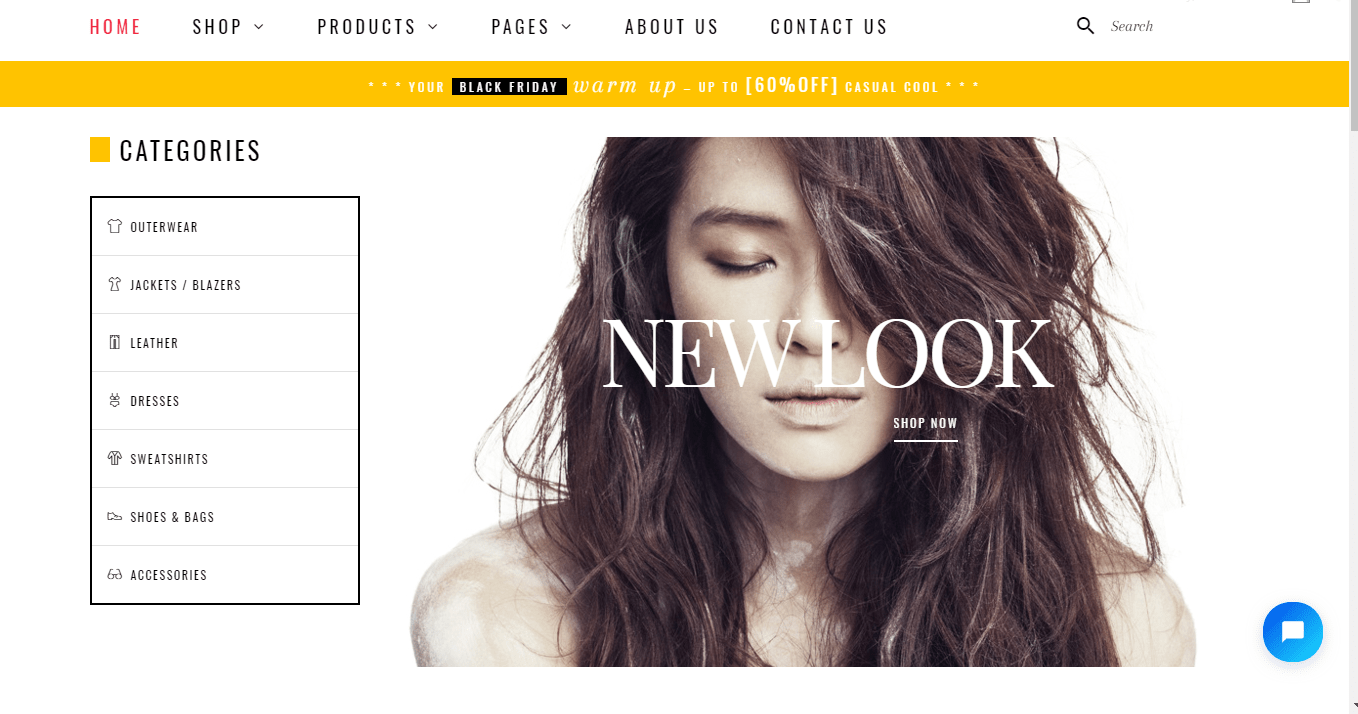 HOME SHOP PRODUCTS PAGES ABOUT US CONTACT US Search
* * * YOUR BLACK FRIDAY warm up – UP TO [60%OFF] CASUAL COOL * * *
CATEGORIES
OUTERWEAR
JACKETS / BLAZERS
LEATHER
DRESSES
SWEATSHIRTS
SHOES & BAGS
ACCESSORIES
NEW LOOK
SHOP NOW